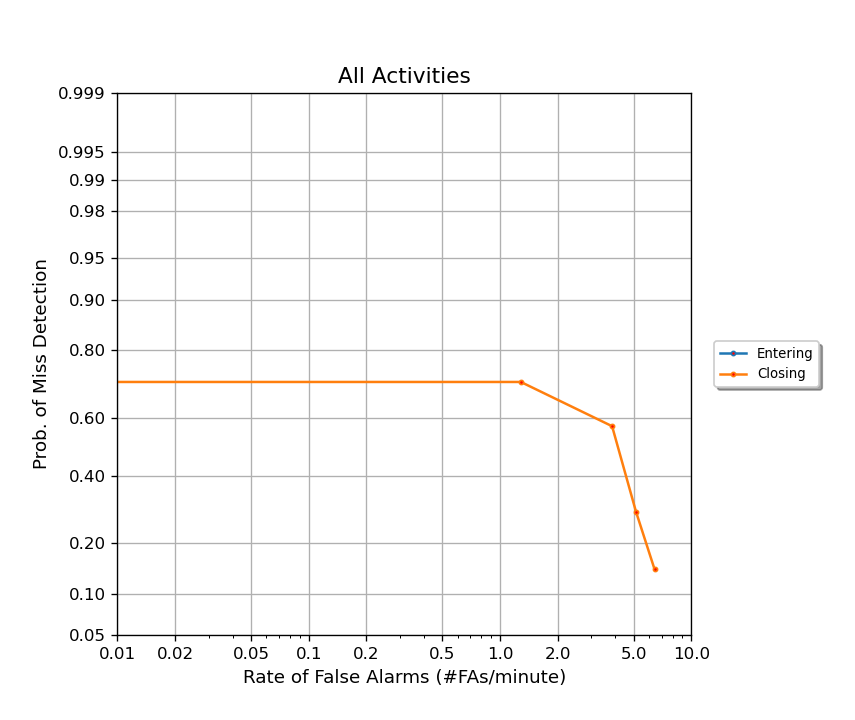 All Activities
0.999
0.995
0.99
0.98
0.95
0.90
0.80
0.60
0.40
0.20
0.10
0.05
Prob. of Miss Detection
0.01 0.02 0.05 0.1 0.2 0.5 1.0 2.0 5.0 10.0
Rate of False Alarms (#FAs/minute)
Entering
Closing